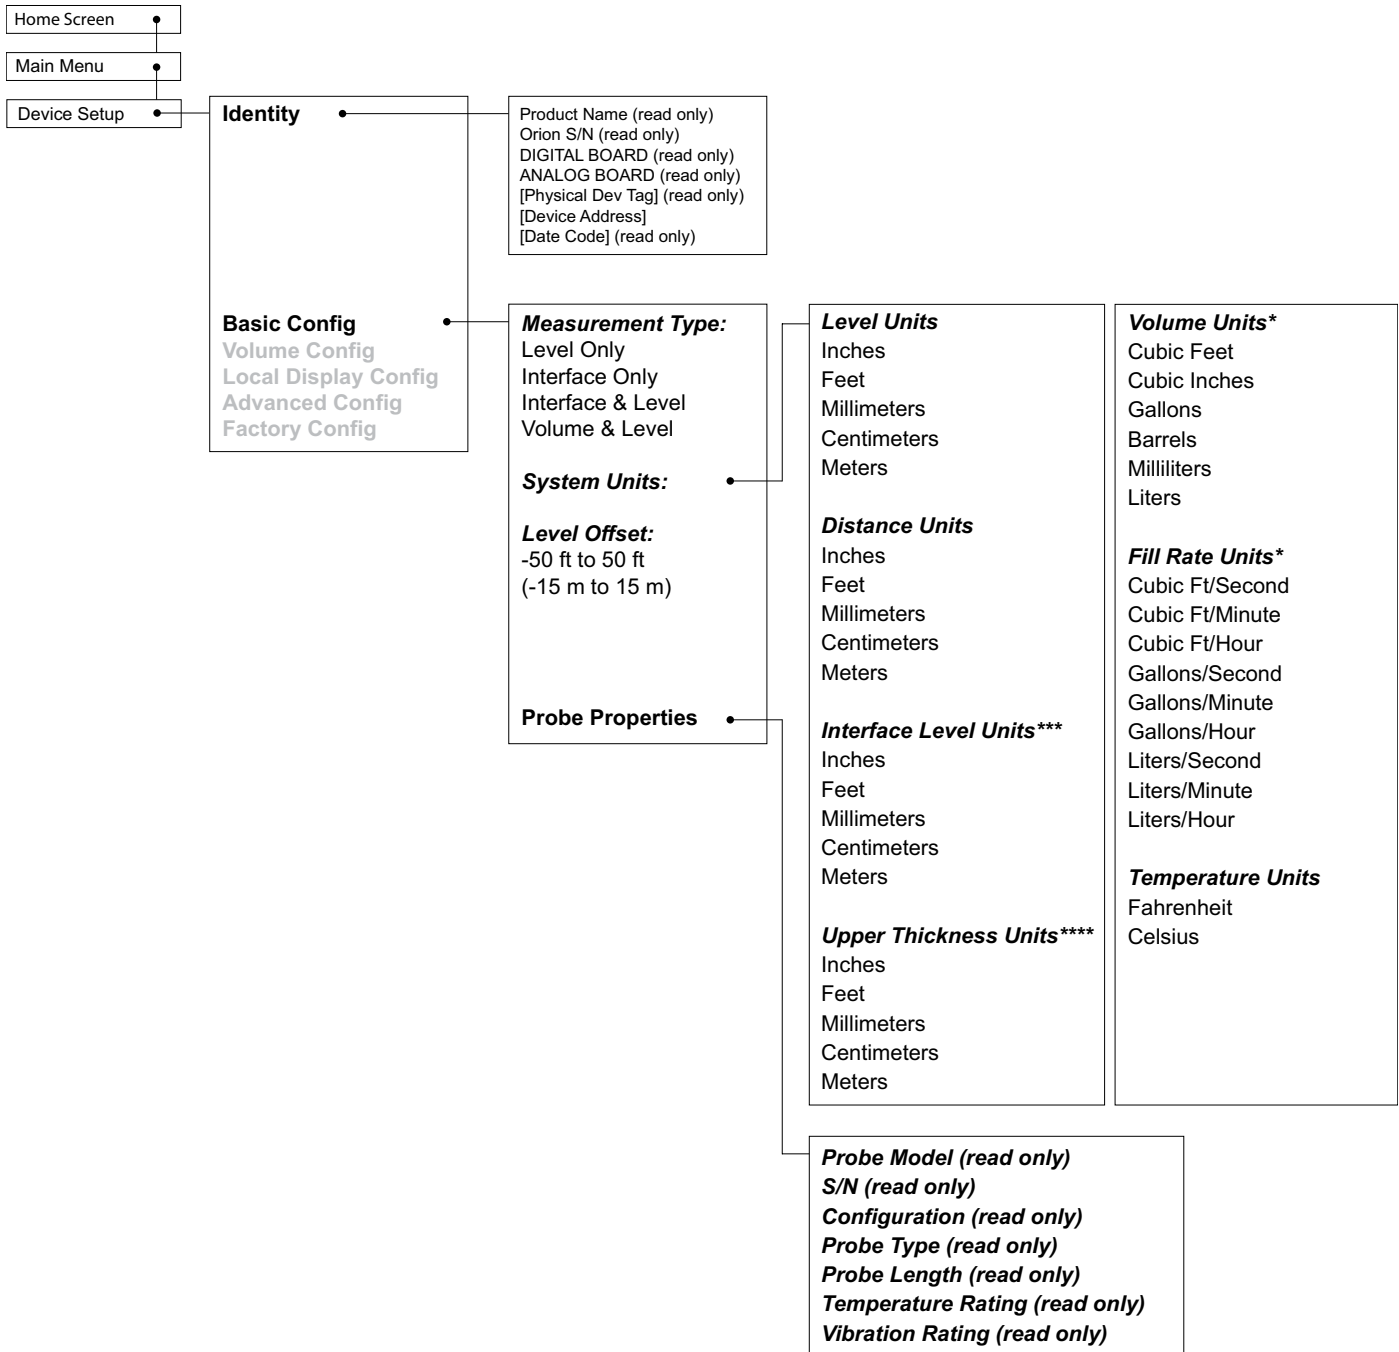 Home Screen
Main Menu
Device Setup
Identity
Product Name (read only)
Orion S/N (read only)
DIGITAL BOARD (read only)
ANALOG BOARD (read only)
[Physical Dev Tag] (read only)
[Device Address]
[Date Code] (read only)
Basic Config
Volume Config
Local Display Config
Advanced Config
Factory Config
Measurement Type:
Level Only
Interface Only
Interface & Level
Volume & Level
System Units:
Level Offset:
-50 ft to 50 ft
(-15 m to 15 m)
Probe Properties
Level Units
Inches
Feet
Millimeters
Centimeters
Meters
Distance Units
Inches
Feet
Millimeters
Centimeters
Meters
Interface Level Units***
Inches
Feet
Millimeters
Centimeters
Meters
Upper Thickness Units****
Inches
Feet
Millimeters
Centimeters
Meters
Volume Units*
Cubic Feet
Cubic Inches
Gallons
Barrels
Milliliters
Liters
Fill Rate Units*
Cubic Ft/Second
Cubic Ft/Minute
Cubic Ft/Hour
Gallons/Second
Gallons/Minute
Gallons/Hour
Liters/Second
Liters/Minute
Liters/Hour
Temperature Units
Fahrenheit
Celsius
Probe Model (read only)
S/N (read only)
Configuration (read only)
Probe Type (read only)
Probe Length (read only)
Temperature Rating (read only)
Vibration Rating (read only)